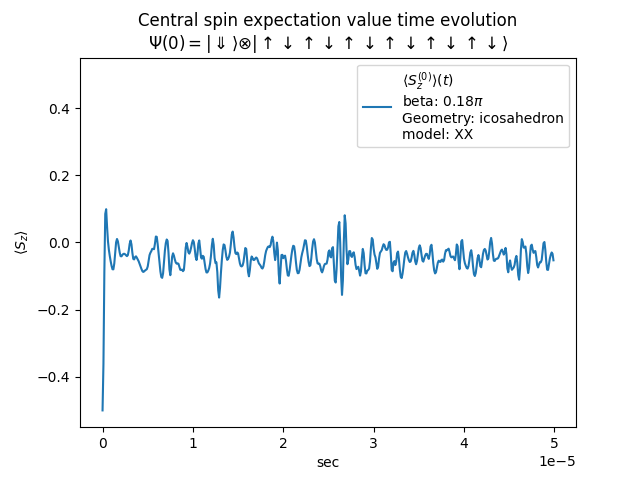 Central spin expectation value time evolution
Ψ(0) = | ⇓ ⟩⊗| ↑ ↓ ↑ ↓ ↑ ↓ ↑ ↓ ↑ ↓ ↑ ↓ ⟩
⟨S_z^(0)⟩(t)
beta: 0.18π
Geometry: icosahedron
model: XX
0.4
0.2
0.0
−0.2
−0.4
⟨S_z⟩
0 1 2 3 4 5
sec
1e−5